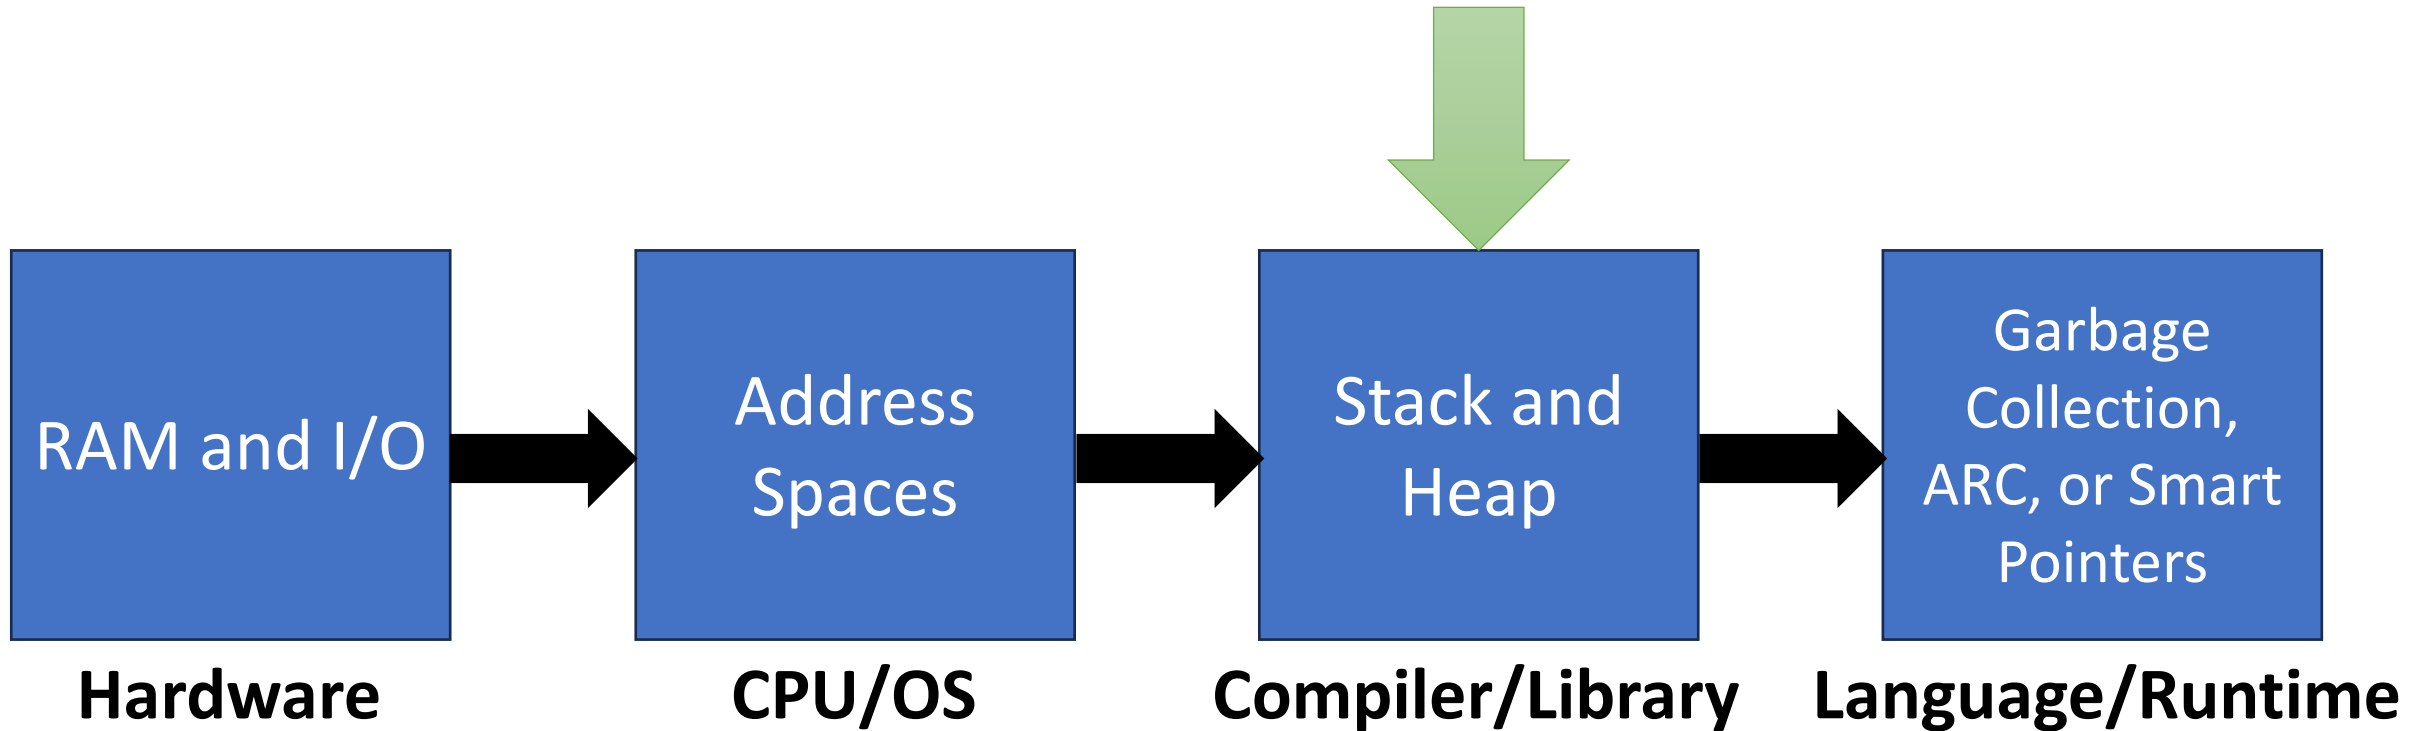 RAM and I/O
Address
Spaces
Stack and
Heap
Garbage
Collection,
ARC, or Smart
Pointers
Hardware
CPU/OS
Compiler/Library
Language/Runtime